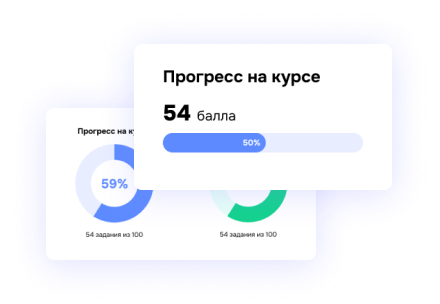 Прогресс на курсе
54 балла
50%
Прогресс на
59%
54 задания из 100
54 задания из 100